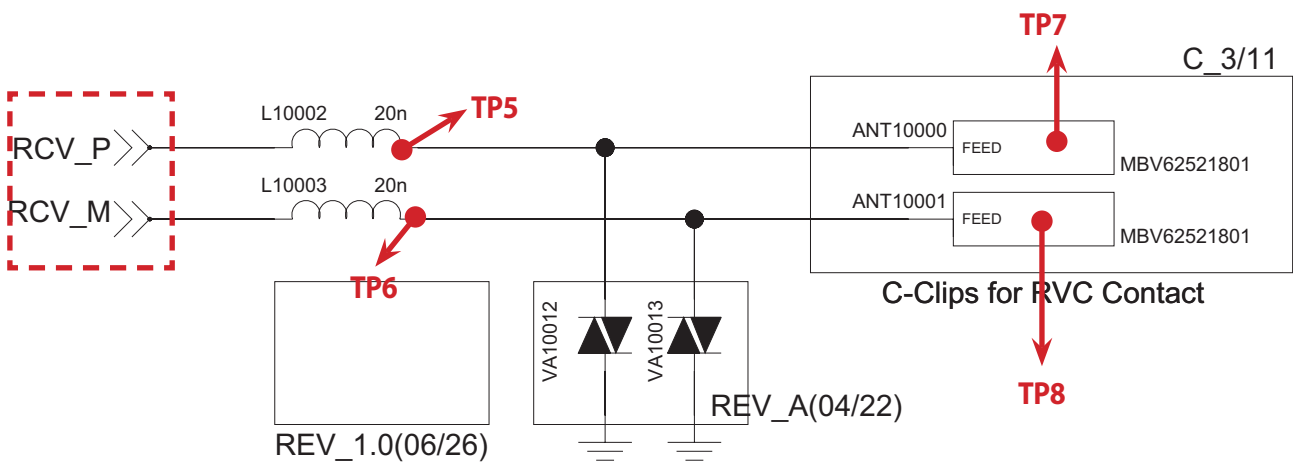 TP7
C_3/11
L10002 20n
TP5
ANT10000
RCV_P
FEED
MBV62521801
L10003 20n
ANT10001
RCV_M
FEED
MBV62521801
TP6
C-Clips for RVC Contact
VA10012
VA10013
TP8
REV_A(04/22)
REV_1.0(06/26)